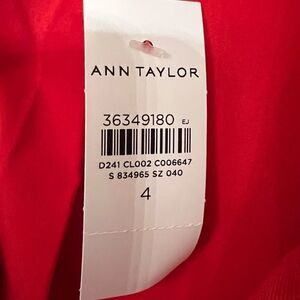 ANN TAYLOR
36349180 EJ
D241 CL002 C006647
S 834965 SZ 040
4